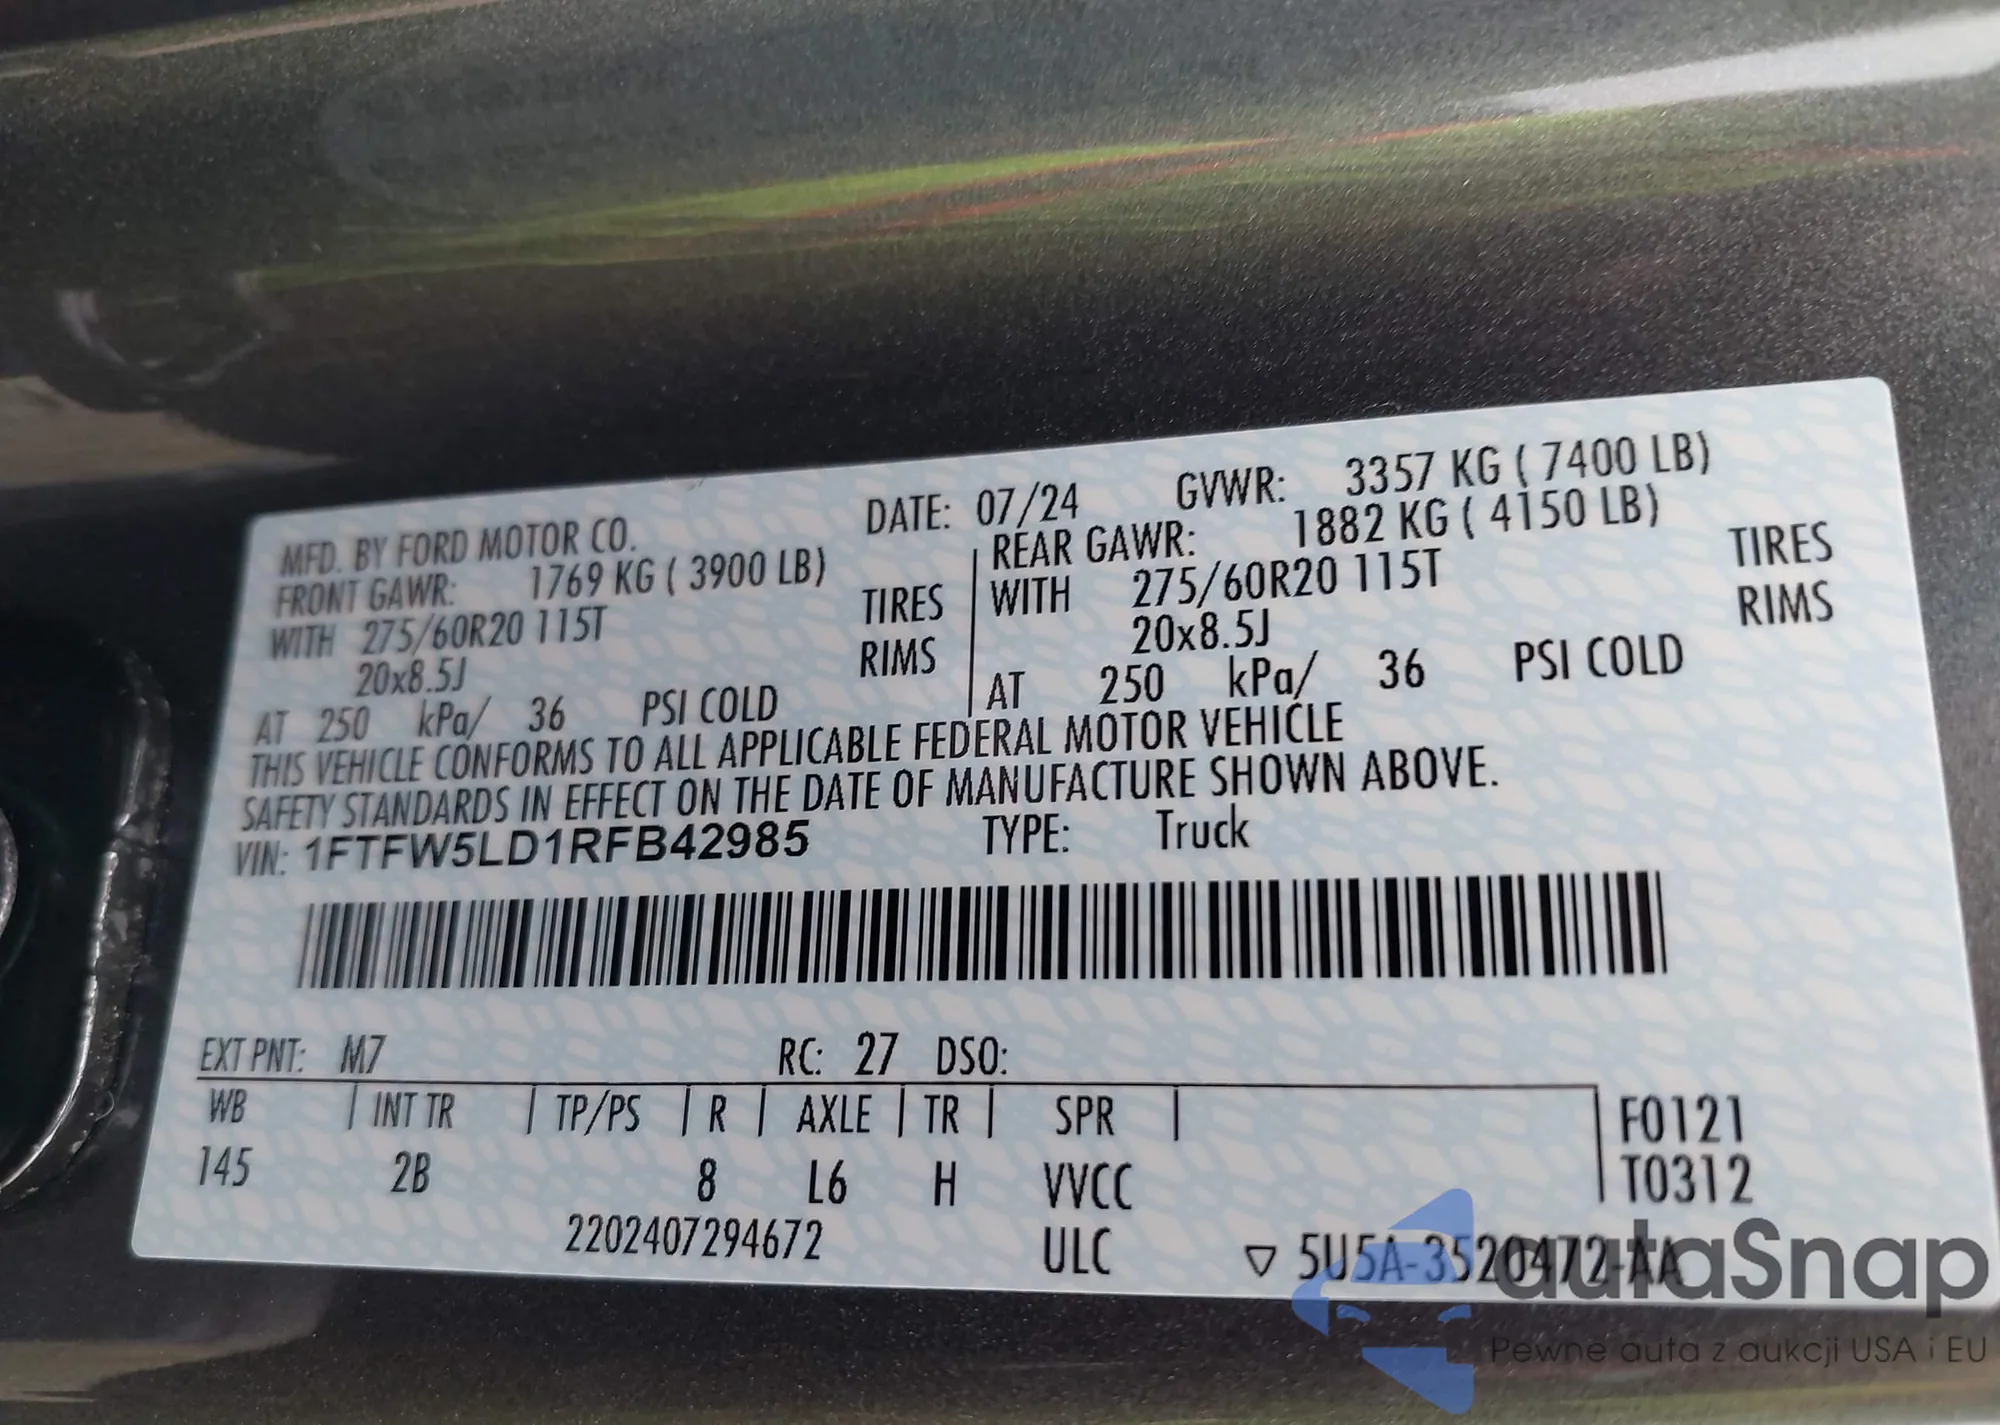 MFD. BY FORD MOTOR CO. DATE: 07/24 GVWR: 3357 KG ( 7400 LB)
FRONT GAWR: 1769 KG ( 3900 LB) REAR GAWR: 1882 KG ( 4150 LB)
WITH 275/60R20 115T TIRES WITH 275/60R20 115T TIRES
20x8.5J RIMS 20x8.5J RIMS
AT 250 kPa/ 36 PSI COLD AT 250 kPa/ 36 PSI COLD
THIS VEHICLE CONFORMS TO ALL APPLICABLE FEDERAL MOTOR VEHICLE
SAFETY STANDARDS IN EFFECT ON THE DATE OF MANUFACTURE SHOWN ABOVE.
VIN: 1FTFW5LD1RFB42985 TYPE: Truck
EXT PNT: M7 RC: 27 DSO:
WB | INT TR | TP/PS | R | AXLE | TR | SPR | F0121
145 2B 8 L6 H VVCC T0312
2202407294672 ULC ▽ 5U5A-3520472-AA
autaSnap
Pewne auta z aukcji USA i EU